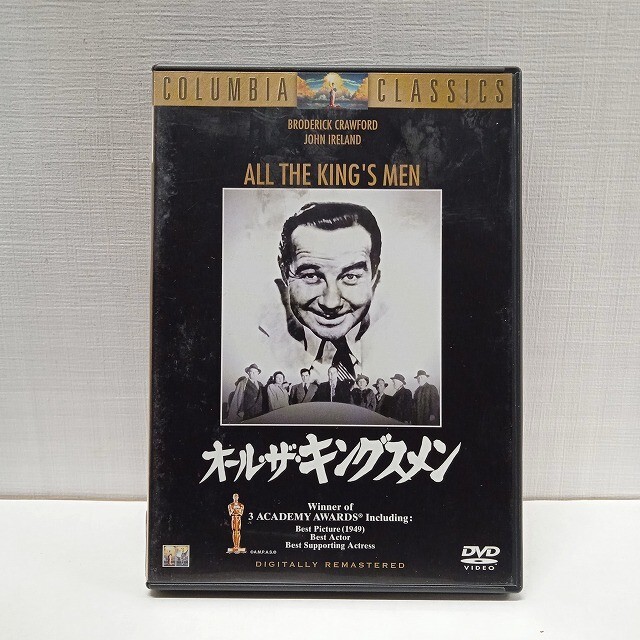 COLUMBIA CLASSICS
BRODERICK CRAWFORD
JOHN IRELAND
ALL THE KING'S MEN
オール・ザ・キングスメン
Winner of
3 ACADEMY AWARDS® Including:
Best Picture (1949)
Best Actor
Best Supporting Actress
©A.M.P.A.S.®
DIGITALLY REMASTERED
DVD
VIDEO